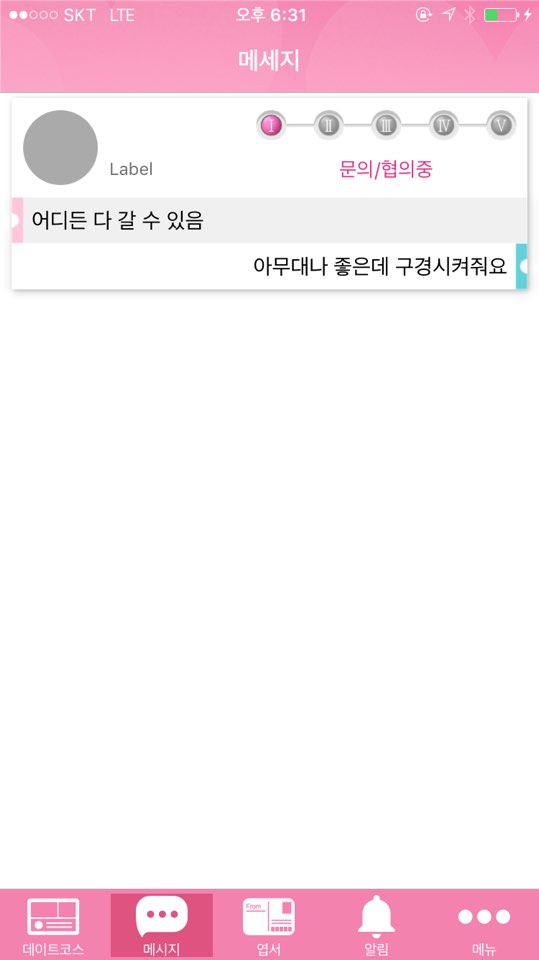 SKT LTE 오후 6:31
메세지
I II III IV V
Label
문의/협의중
어디든 다 갈 수 있음
아무대나 좋은데 구경시켜줘요
From
데이트코스 메시지 엽서 알림 메뉴